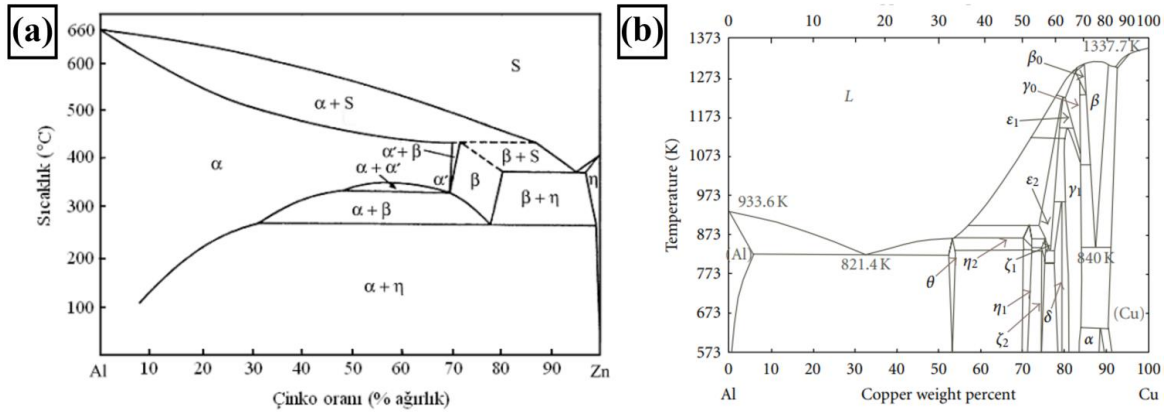 (a)
660
600
500
400
300
200
100
Sıcaklık (°C)
S
α + S
α
α'+ β
α + α'
α'
β
β + S
η
α + β
β + η
α + η
Al 10 20 30 40 50 60 70 80 90 Zn
Çinko oranı (% ağırlık)
(b)
0 10 20 30 40 50 60 70 80 90 100
1373
1273
1173
1073
973
873
773
673
573
Temperature (K)
L
1337.7 K
β0
γ0
β
ε1
ε2
γ1
933.6 K
(Al)
821.4 K
840 K
θ
η2
ζ1
η1
ζ2
δ
(Cu)
α
0 10 20 30 40 50 60 70 80 90 100
Al Copper weight percent Cu